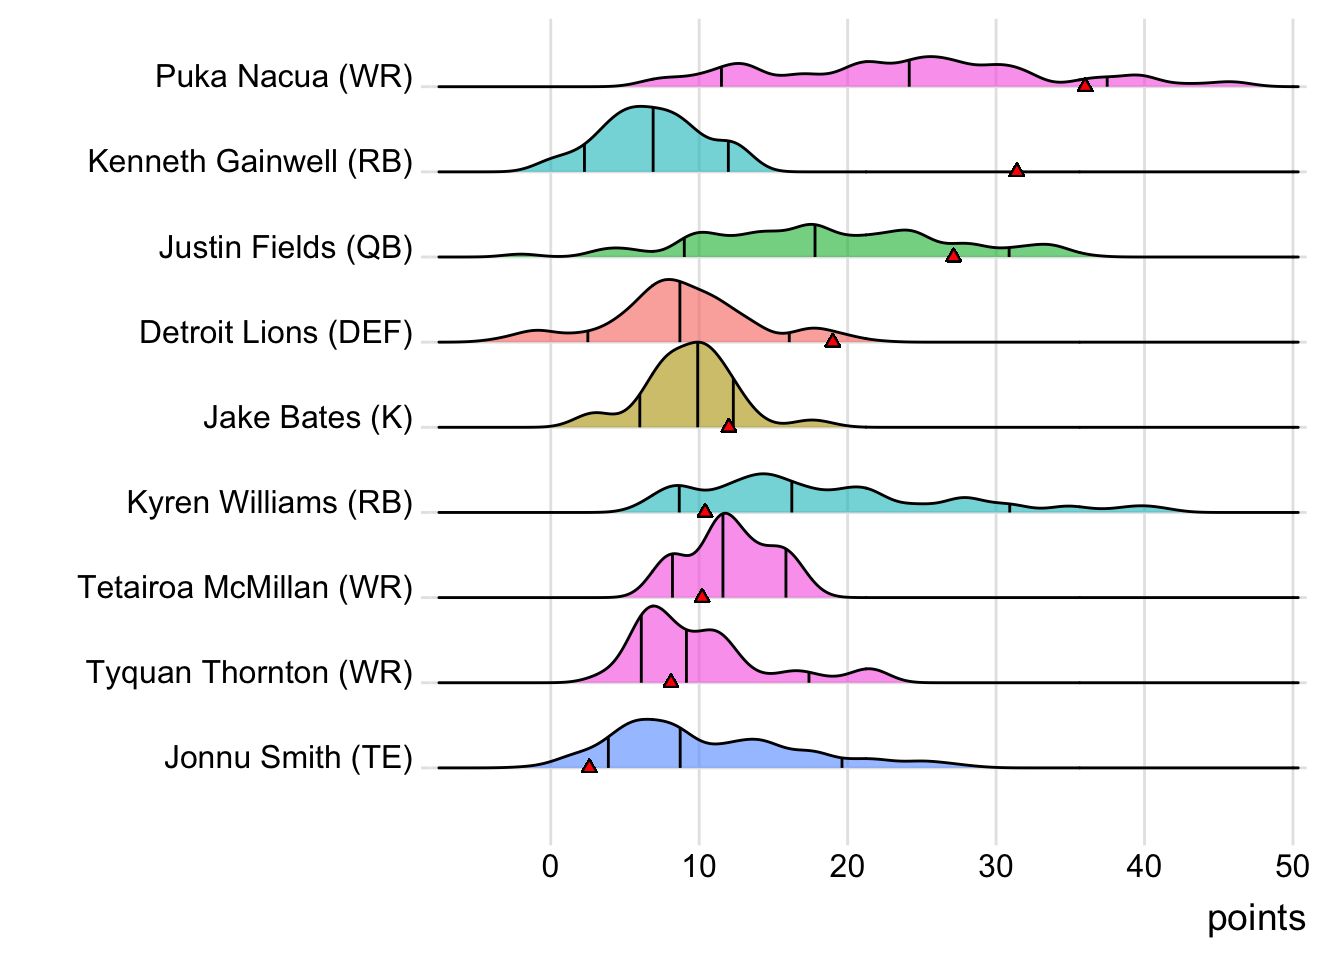 Puka Nacua (WR)
Kenneth Gainwell (RB)
Justin Fields (QB)
Detroit Lions (DEF)
Jake Bates (K)
Kyren Williams (RB)
Tetairoa McMillan (WR)
Tyquan Thornton (WR)
Jonnu Smith (TE)
0 10 20 30 40 50
points